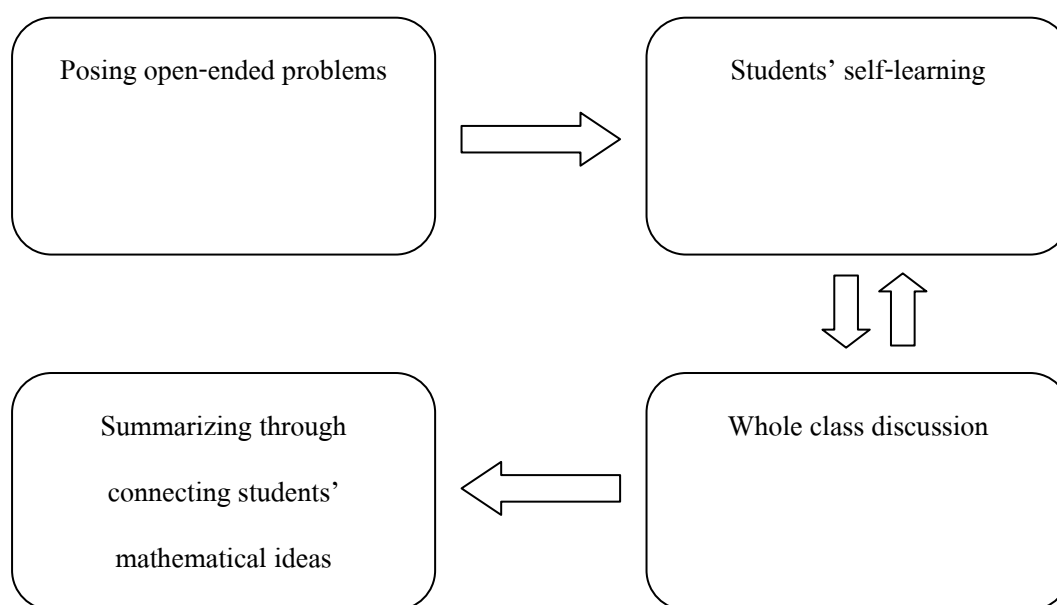 Posing open-ended problems
Students’ self-learning
Summarizing through
connecting students’
mathematical ideas
Whole class discussion